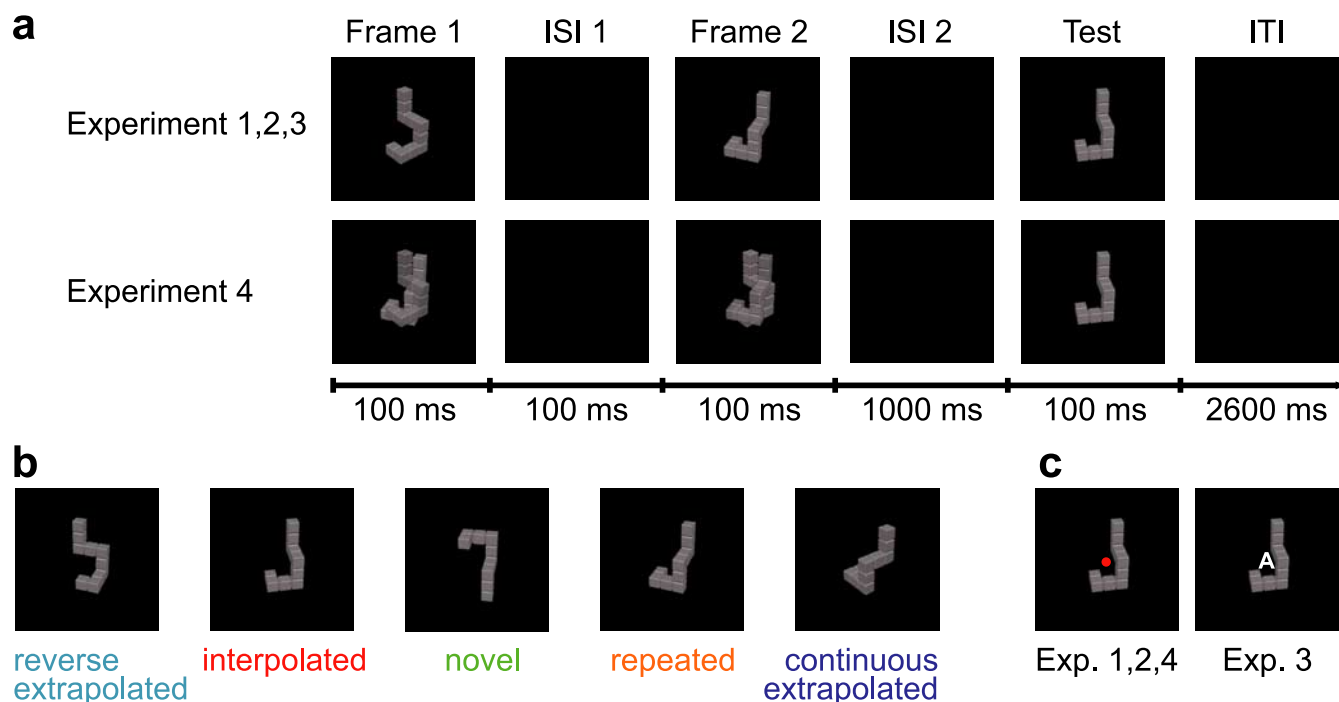 a
Frame 1 ISI 1 Frame 2 ISI 2 Test ITI
Experiment 1,2,3
Experiment 4
100 ms 100 ms 100 ms 1000 ms 100 ms 2600 ms
b
reverse extrapolated
interpolated
novel
repeated
continuous extrapolated
c
A
Exp. 1,2,4 Exp. 3